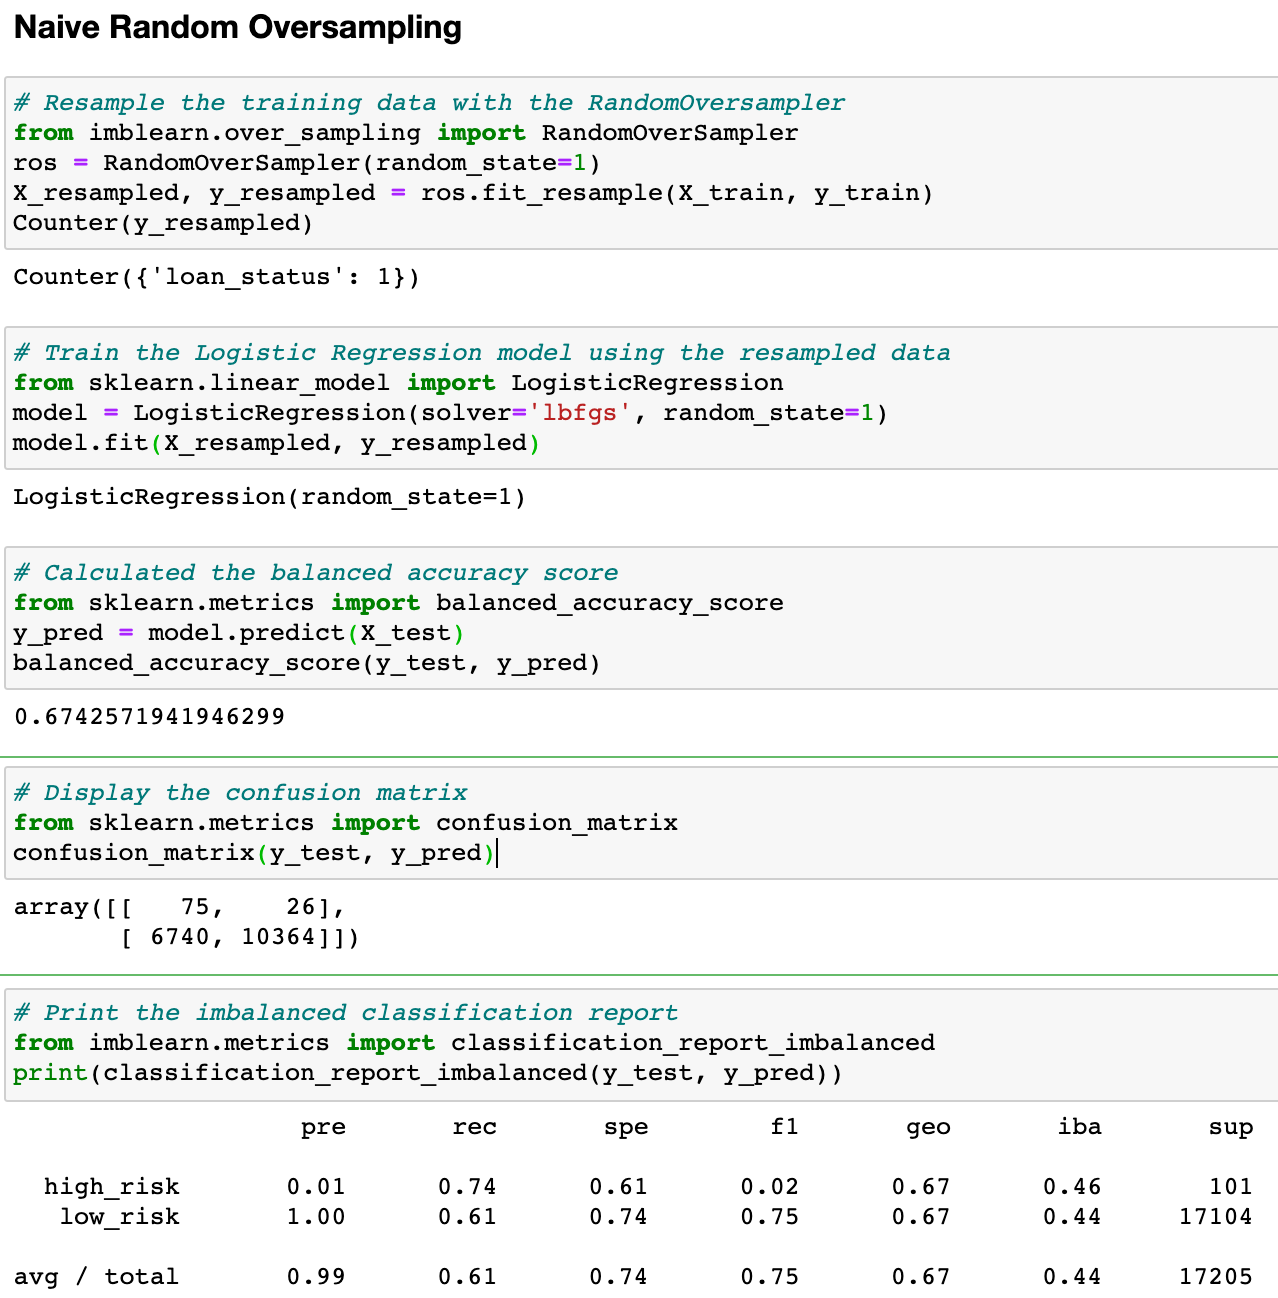 Naive Random Oversampling
# Resample the training data with the RandomOversampler
from imblearn.over_sampling import RandomOverSampler
ros = RandomOverSampler(random_state=1)
X_resampled, y_resampled = ros.fit_resample(X_train, y_train)
Counter(y_resampled)
Counter({'loan_status': 1})
# Train the Logistic Regression model using the resampled data
from sklearn.linear_model import LogisticRegression
model = LogisticRegression(solver='lbfgs', random_state=1)
model.fit(X_resampled, y_resampled)
LogisticRegression(random_state=1)
# Calculated the balanced accuracy score
from sklearn.metrics import balanced_accuracy_score
y_pred = model.predict(X_test)
balanced_accuracy_score(y_test, y_pred)
0.6742571941946299
# Display the confusion matrix
from sklearn.metrics import confusion_matrix
confusion_matrix(y_test, y_pred)
array([[   75,    26],
       [ 6740, 10364]])
# Print the imbalanced classification report
from imblearn.metrics import classification_report_imbalanced
print(classification_report_imbalanced(y_test, y_pred))
                   pre       rec       spe        f1       geo       iba       sup
  high_risk       0.01      0.74      0.61      0.02      0.67      0.46       101
   low_risk       1.00      0.61      0.74      0.75      0.67      0.44     17104
avg / total       0.99      0.61      0.74      0.75      0.67      0.44     17205